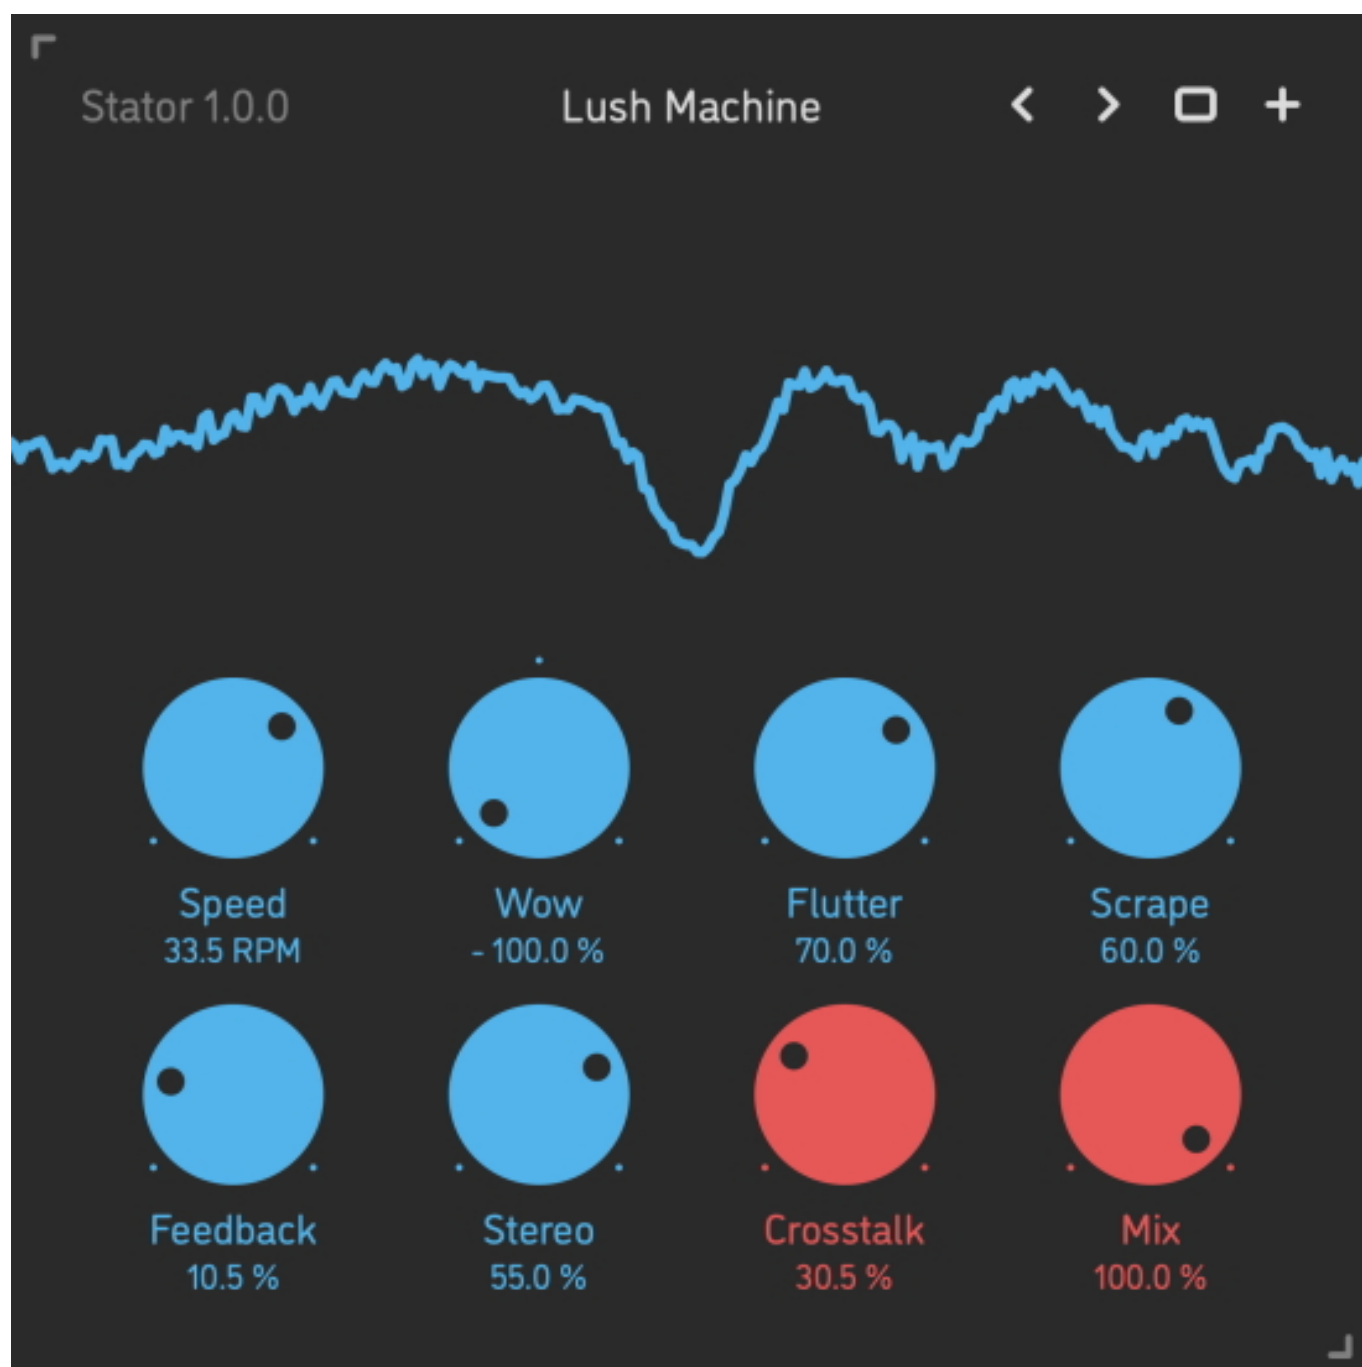 Stator 1.0.0
Lush Machine
Speed
33.5 RPM
Wow
- 100.0 %
Flutter
70.0 %
Scrape
60.0 %
Feedback
10.5 %
Stereo
55.0 %
Crosstalk
30.5 %
Mix
100.0 %